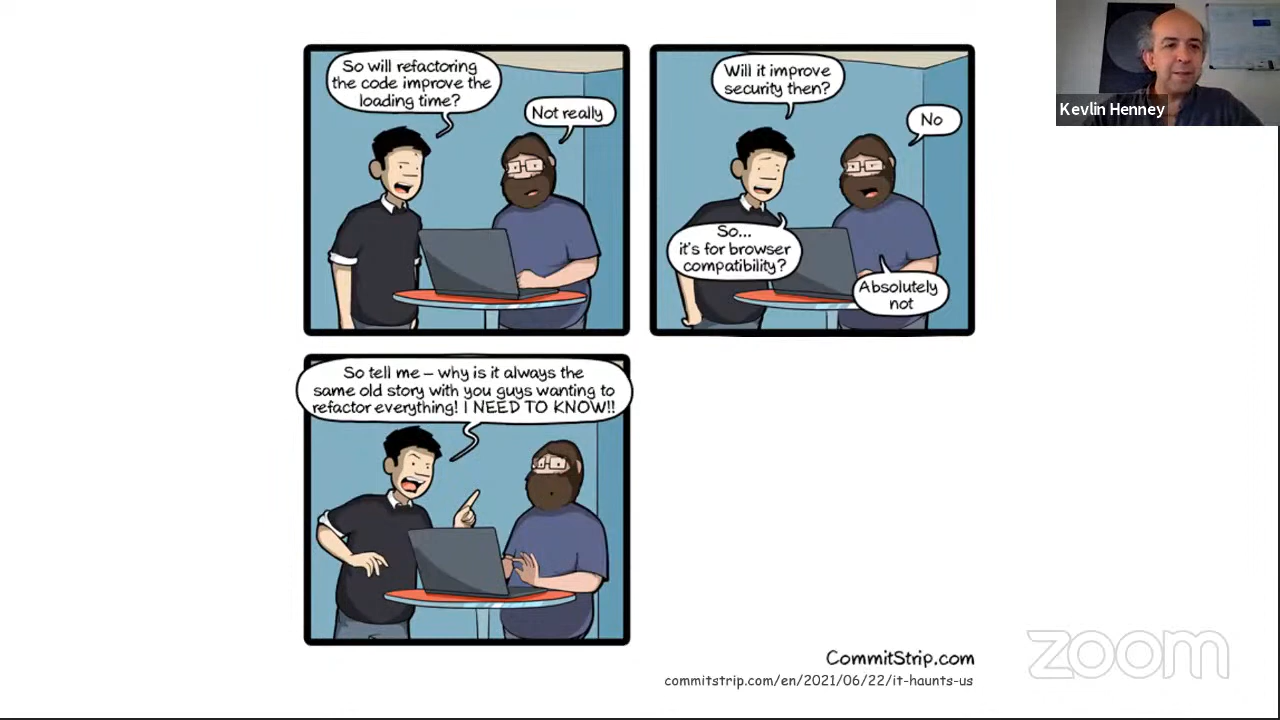 So will refactoring
the code improve the
loading time?
Not really
Will it improve
security then?
No
So...
it's for browser
compatibility?
Absolutely
not
So tell me – why is it always the
same old story with you guys wanting to
refactor everything! I NEED TO KNOW!!
CommitStrip.com
commitstrip.com/en/2021/06/22/it-haunts-us
Kevlin Henney
zoom